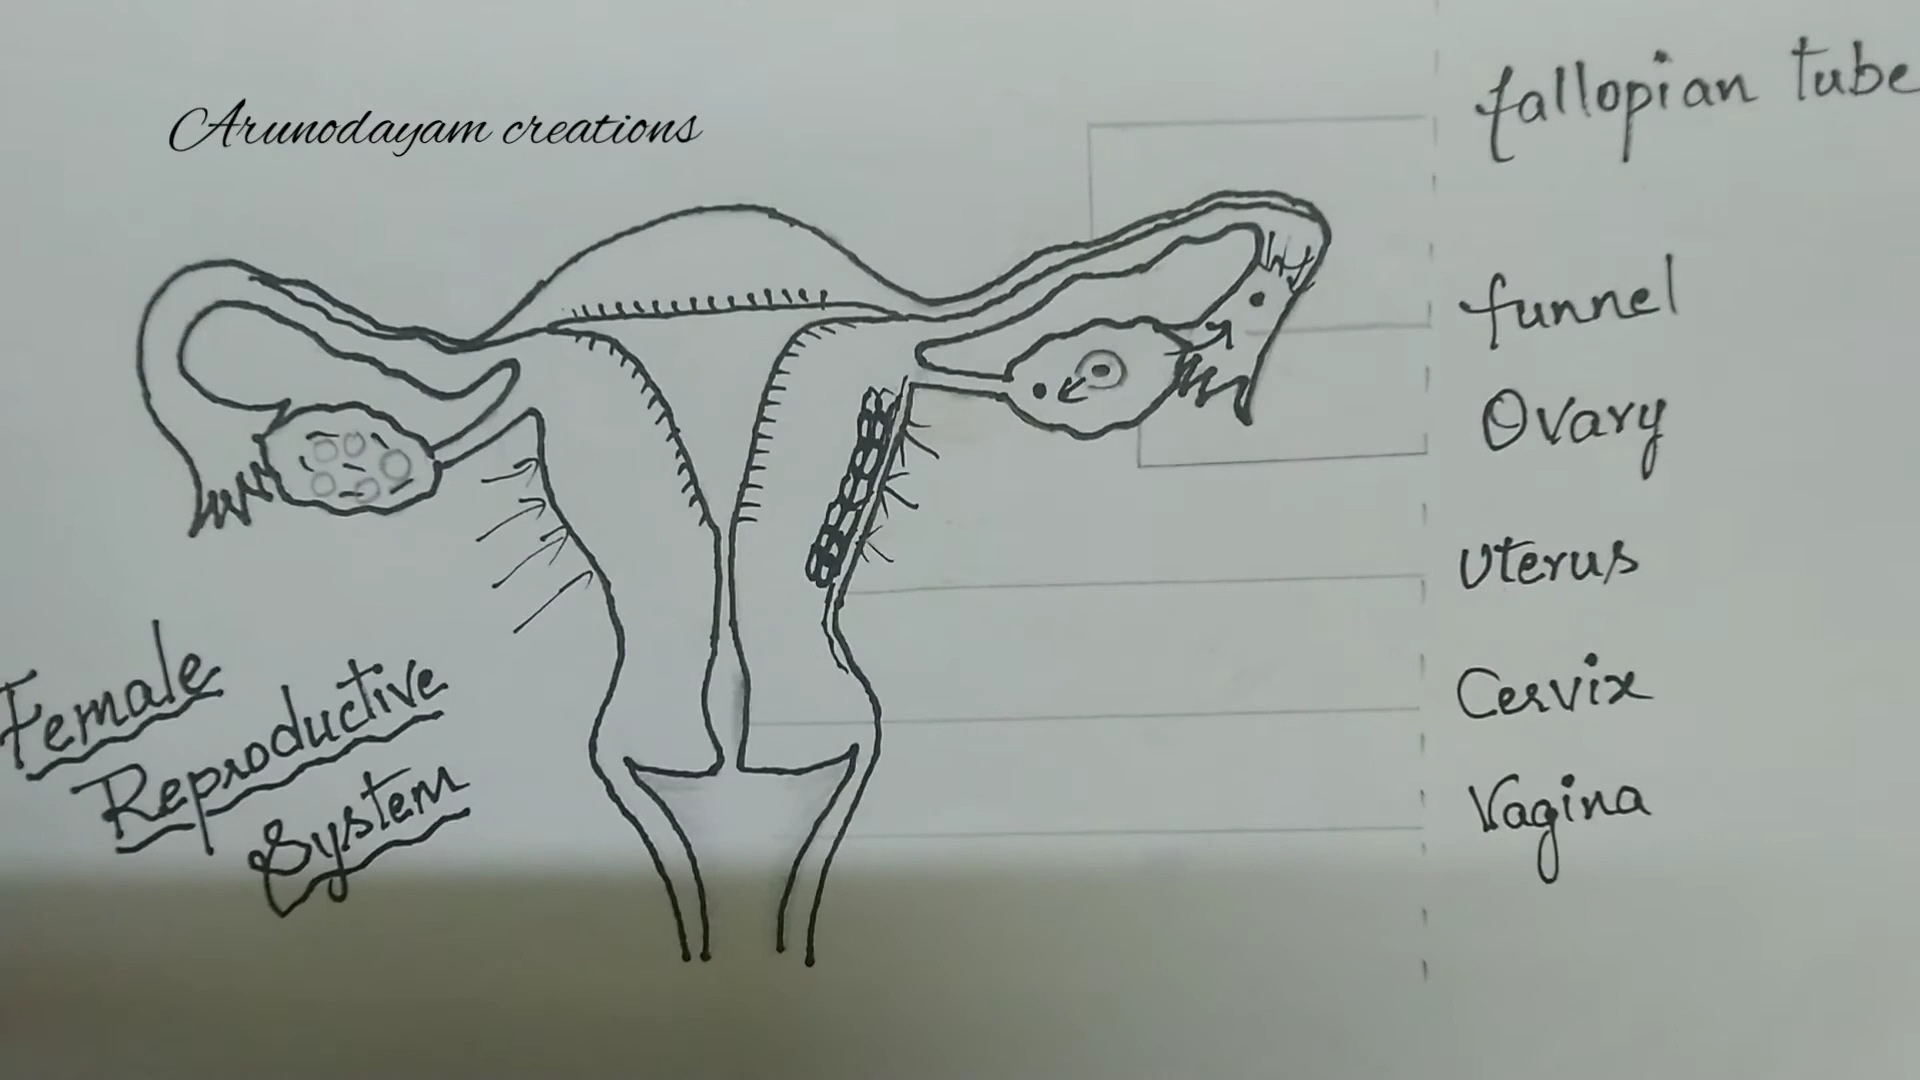 Arunodayam creations
fallopian tube
funnel
Ovary
Uterus
Cervix
Vagina
Female
Reproductive
System